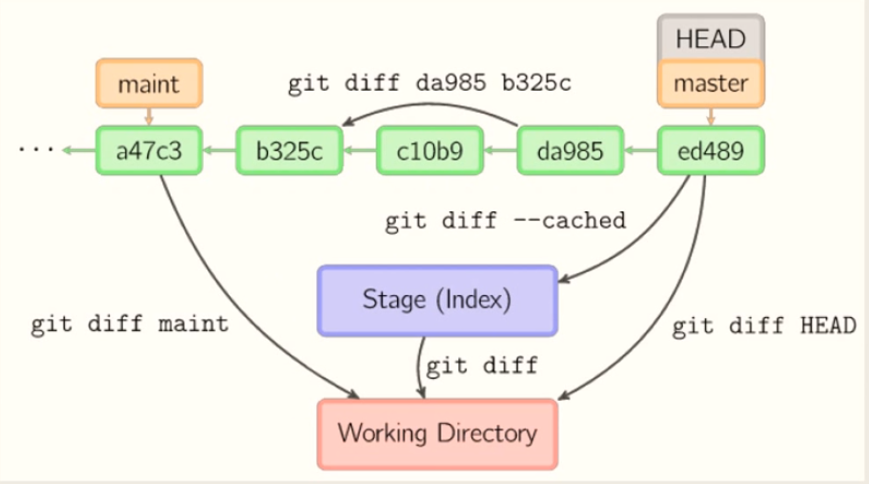 HEAD
maint
git diff da985 b325c
master
...
a47c3
b325c
c10b9
da985
ed489
git diff --cached
Stage (Index)
git diff maint
git diff HEAD
git diff
Working Directory